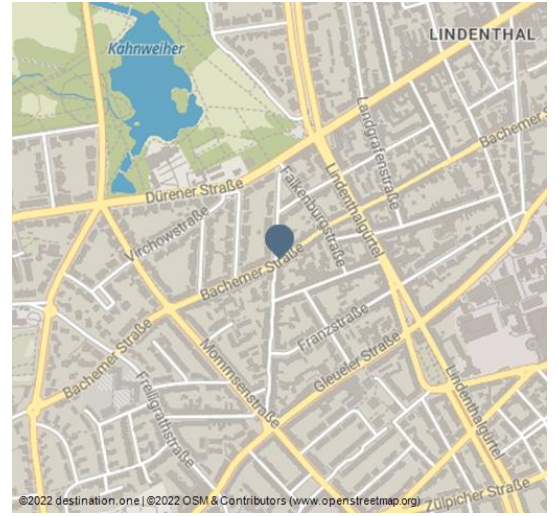 Kahnweiher
LINDENTHAL
Landgrafenstraße
Bachemer Straße
Dürener Straße
Falkenburgstraße
Lindenthalgürtel
Virchowstraße
Bachemer Straße
Franzstraße
Bachemer Straße
Mommsenstraße
Gleueler Straße
Freiligrathstraße
Lindenthalgürtel
Zülpicher Straße
©2022 destination.one | ©2022 OSM & Contributors (www.openstreetmap.org)